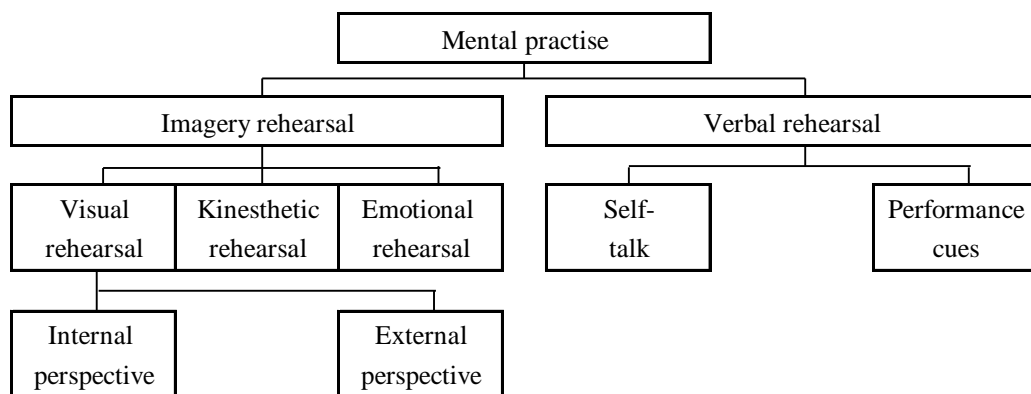 Mental practise
Imagery rehearsal
Verbal rehearsal
Visual
rehearsal
Kinesthetic
rehearsal
Emotional
rehearsal
Self-
talk
Performance
cues
Internal
perspective
External
perspective